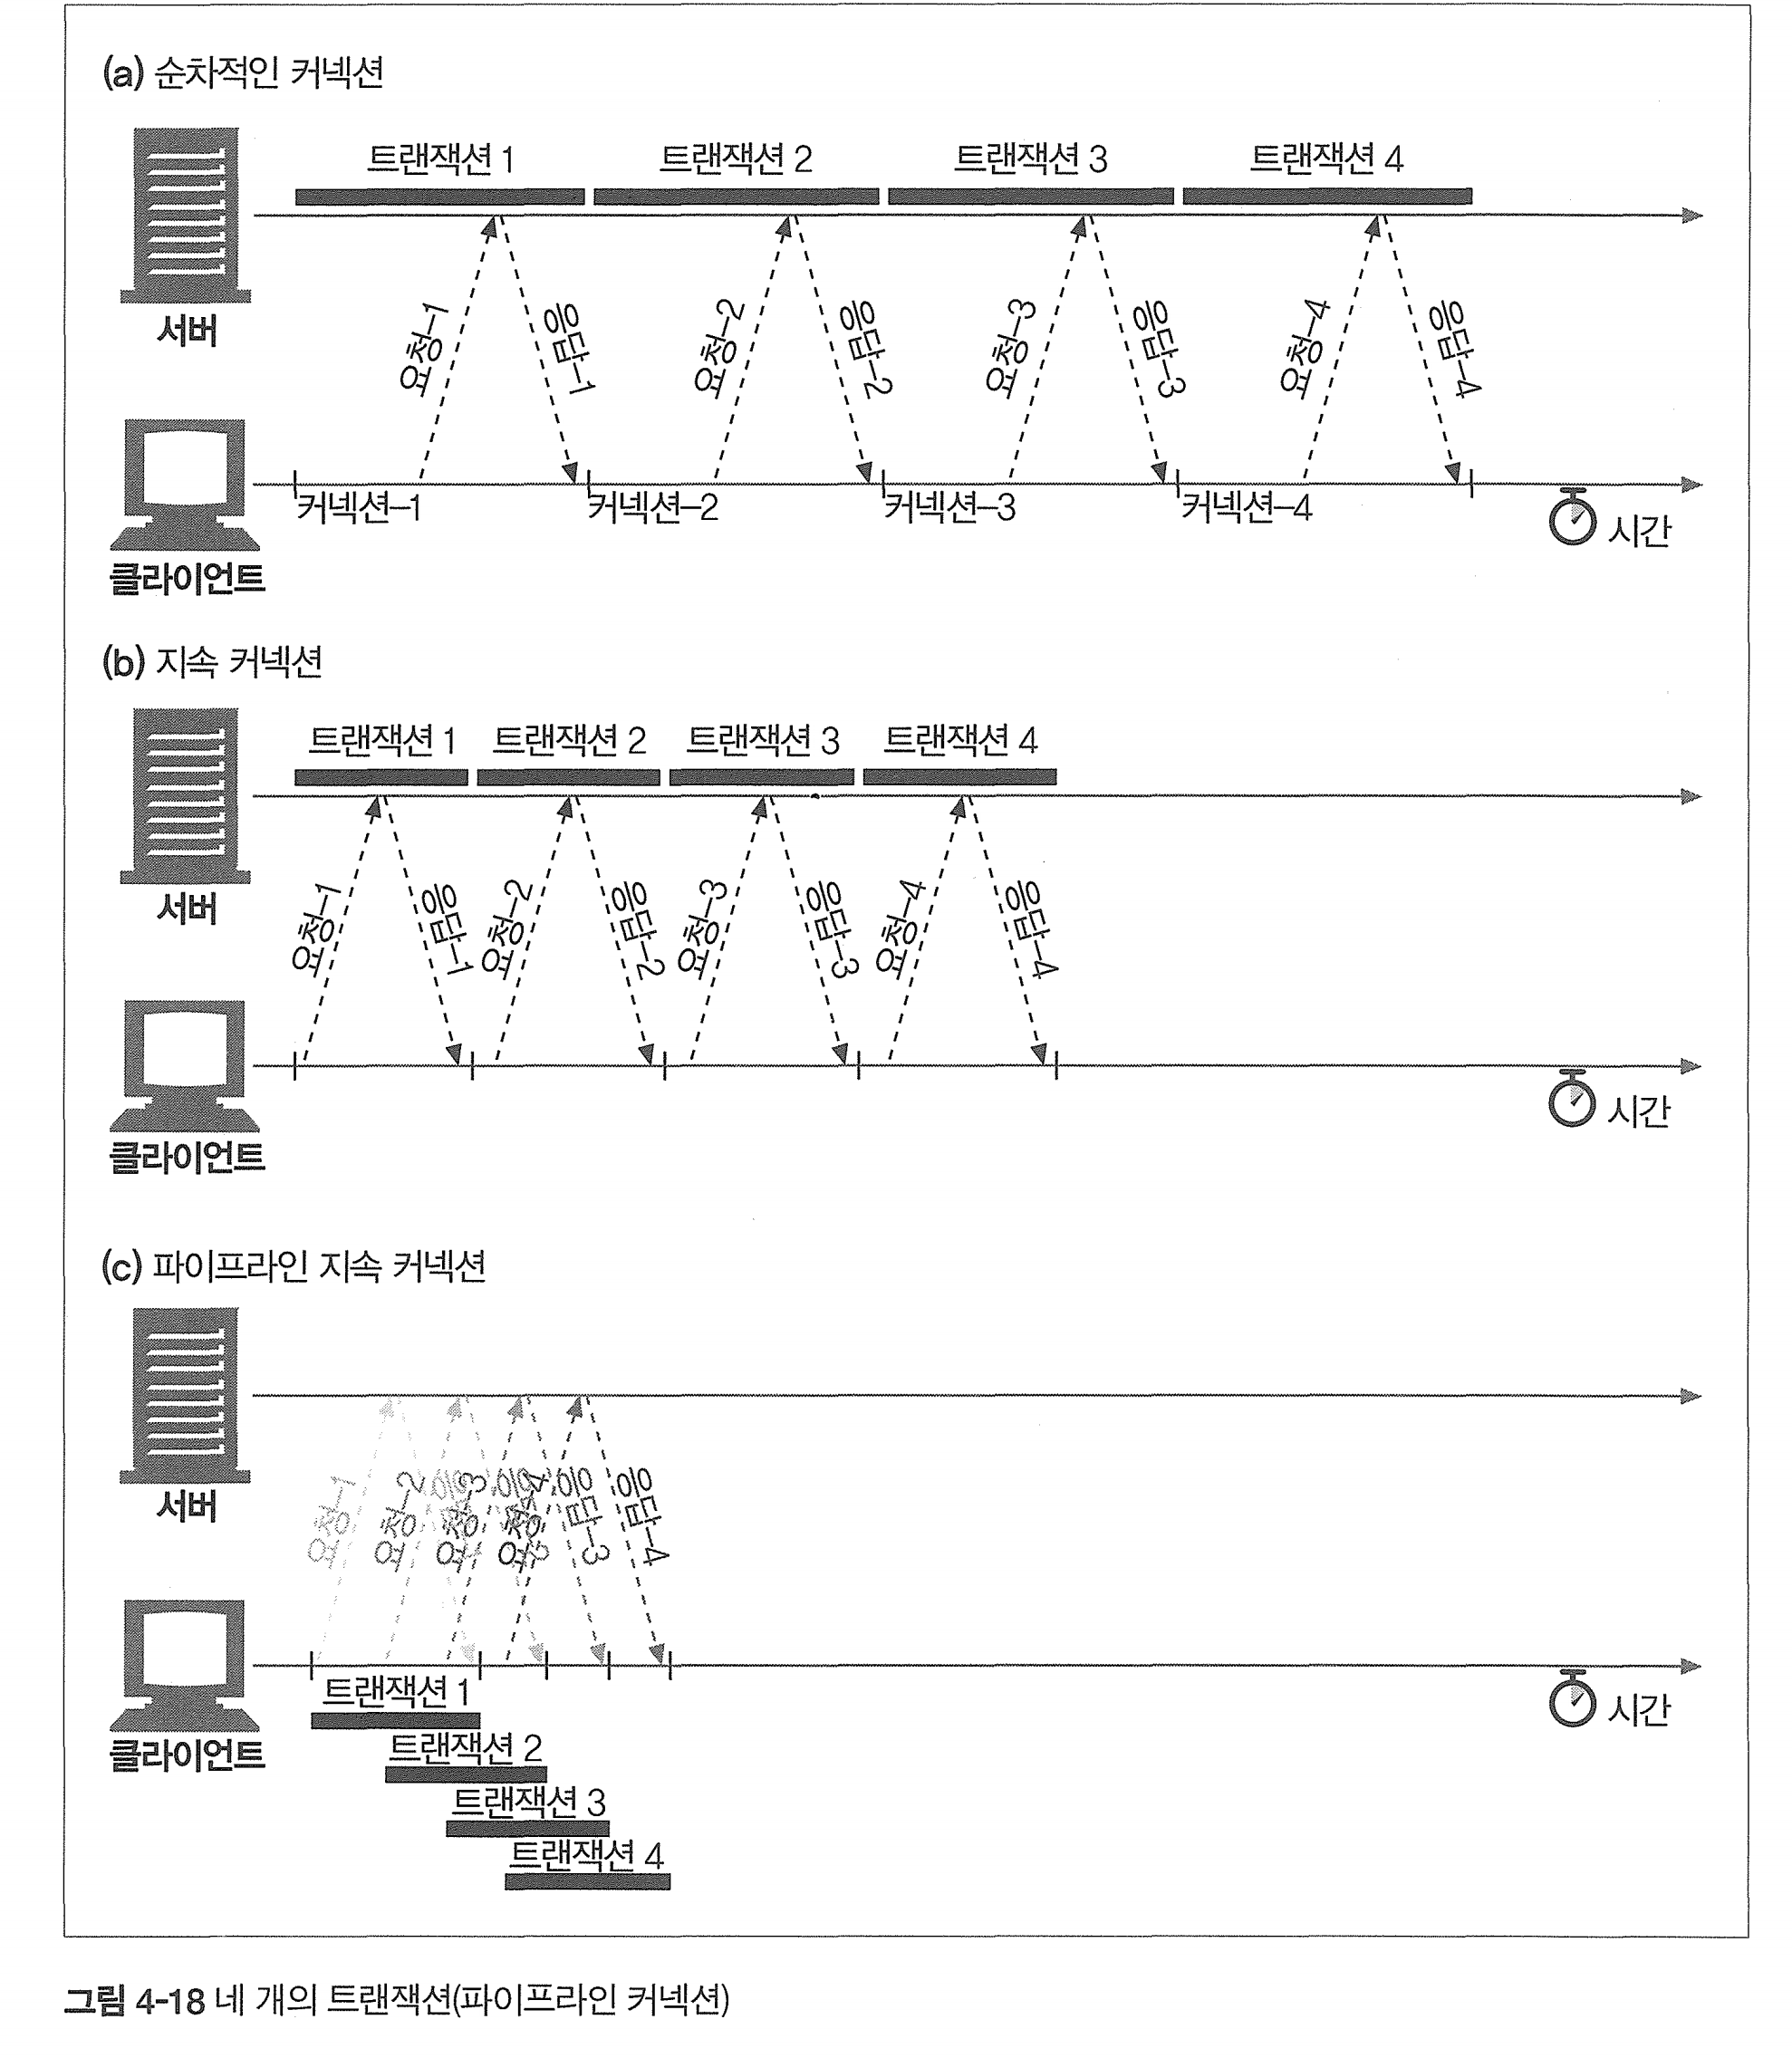 (a) 순차적인 커넥션
트랜잭션 1 트랜잭션 2 트랜잭션 3 트랜잭션 4
요청-1 응답-1 요청-2 응답-2 요청-3 응답-3 요청-4 응답-4
서버
커넥션-1 커넥션-2 커넥션-3 커넥션-4
시간
클라이언트
(b) 지속 커넥션
트랜잭션 1 트랜잭션 2 트랜잭션 3 트랜잭션 4
요청-1 응답-1 요청-2 응답-2 요청-3 응답-3 요청-4 응답-4
서버
시간
클라이언트
(c) 파이프라인 지속 커넥션
요청-1 요청-2 요청-3 요청-4 응답-3 응답-4
서버
트랜잭션 1
시간
클라이언트
트랜잭션 2
트랜잭션 3
트랜잭션 4
그림 4-18 네 개의 트랜잭션(파이프라인 커넥션)